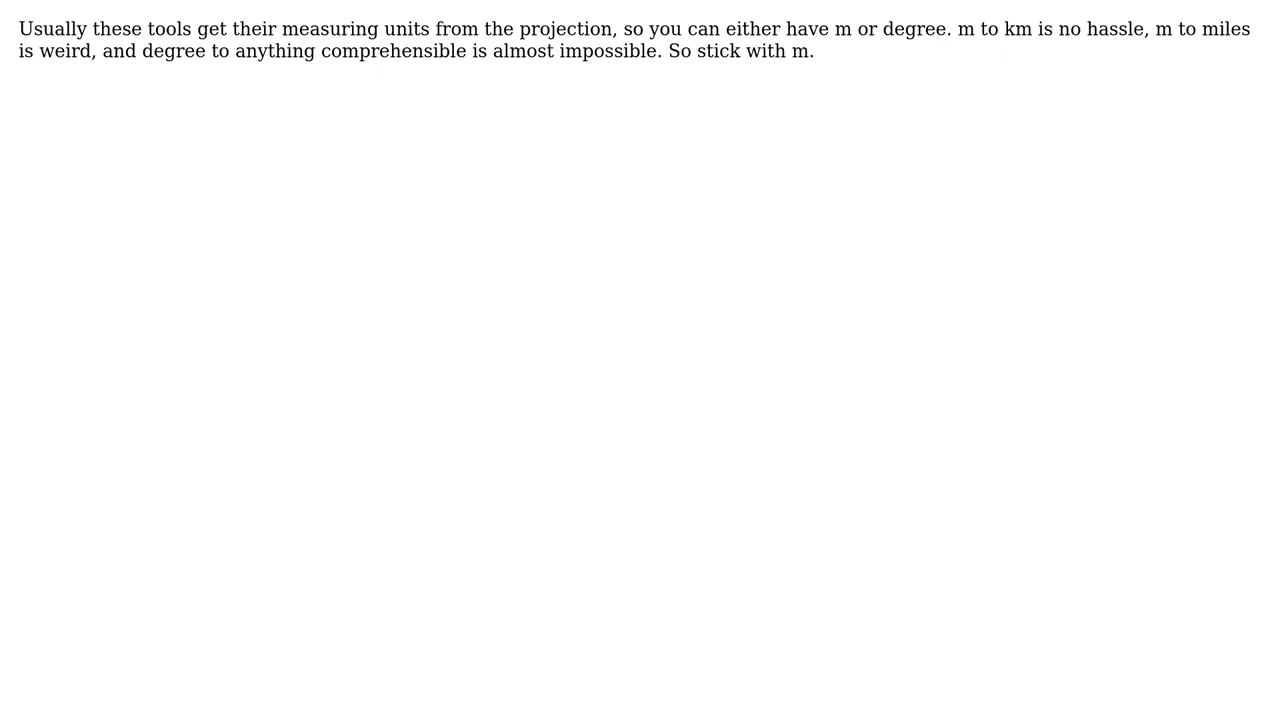 Usually these tools get their measuring units from the projection, so you can either have m or degree. m to km is no hassle, m to miles
is weird, and degree to anything comprehensible is almost impossible. So stick with m.